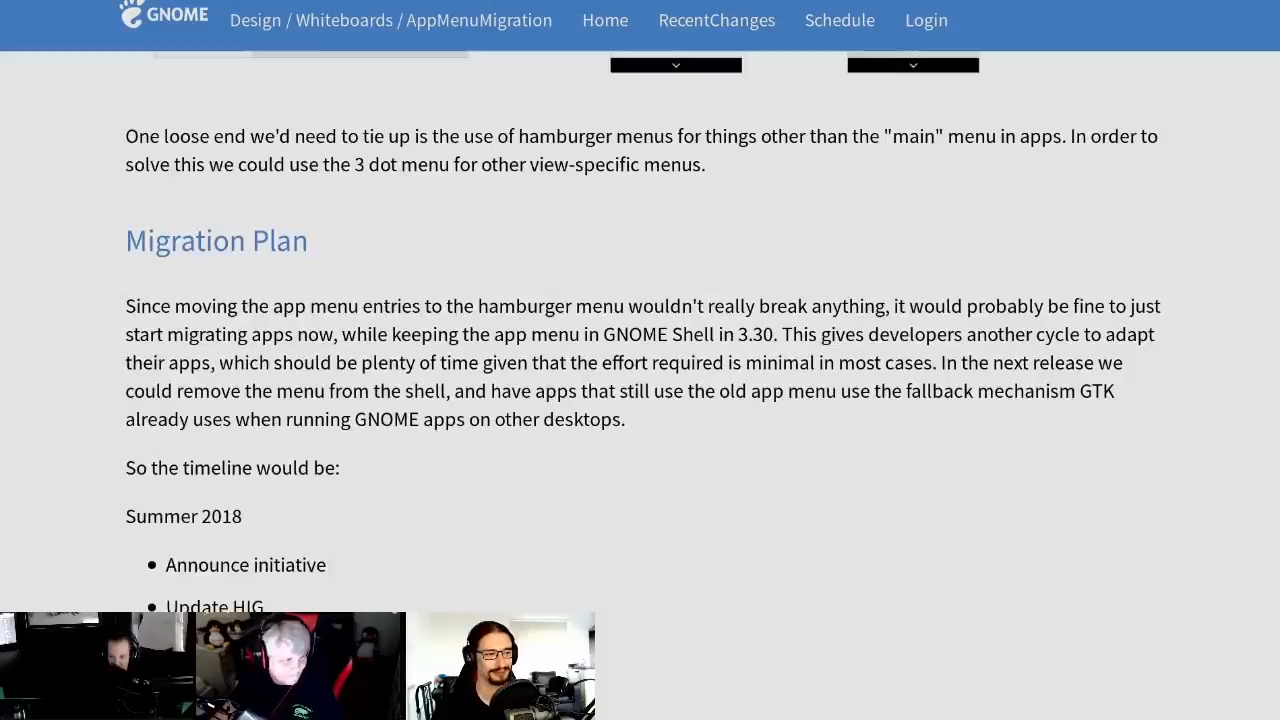 GNOME Design / Whiteboards / AppMenuMigration Home RecentChanges Schedule Login
One loose end we'd need to tie up is the use of hamburger menus for things other than the "main" menu in apps. In order to
solve this we could use the 3 dot menu for other view-specific menus.
Migration Plan
Since moving the app menu entries to the hamburger menu wouldn't really break anything, it would probably be fine to just
start migrating apps now, while keeping the app menu in GNOME Shell in 3.30. This gives developers another cycle to adapt
their apps, which should be plenty of time given that the effort required is minimal in most cases. In the next release we
could remove the menu from the shell, and have apps that still use the old app menu use the fallback mechanism GTK
already uses when running GNOME apps on other desktops.
So the timeline would be:
Summer 2018
• Announce initiative
• Update HIG